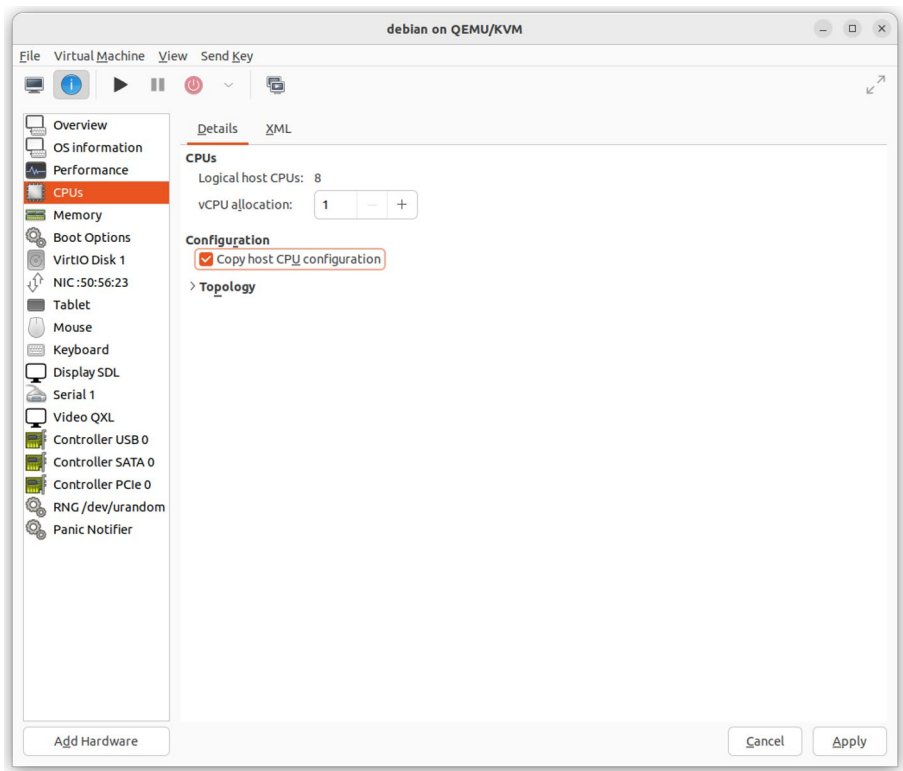 debian on QEMU/KVM
File Virtual Machine View Send Key
Overview
OS information
Performance
CPUs
Memory
Boot Options
VirtIO Disk 1
NIC :50:56:23
Tablet
Mouse
Keyboard
Display SDL
Serial 1
Video QXL
Controller USB 0
Controller SATA 0
Controller PCIe 0
RNG /dev/urandom
Panic Notifier
Add Hardware
Details XML
CPUs
Logical host CPUs: 8
vCPU allocation: 1 − +
Configuration
Copy host CPU configuration
Topology
Cancel Apply